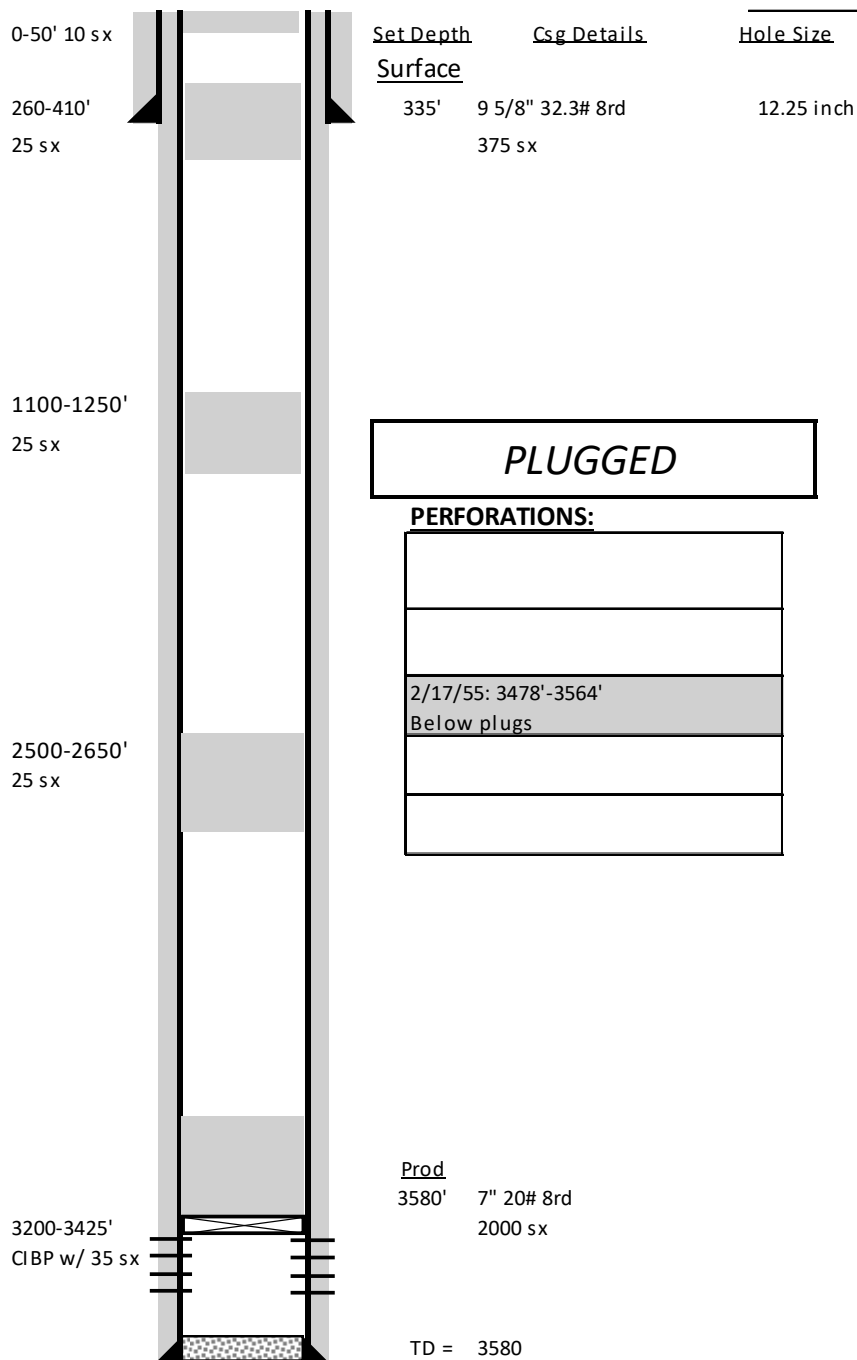 0-50' 10 sx
Set Depth Csg Details Hole Size
Surface
260-410' 335' 9 5/8" 32.3# 8rd 12.25 inch
25 sx 375 sx
1100-1250'
25 sx
PLUGGED
PERFORATIONS:
2/17/55: 3478'-3564'
Below plugs
2500-2650'
25 sx
Prod
3580' 7" 20# 8rd
3200-3425' 2000 sx
CIBP w/ 35 sx
TD = 3580